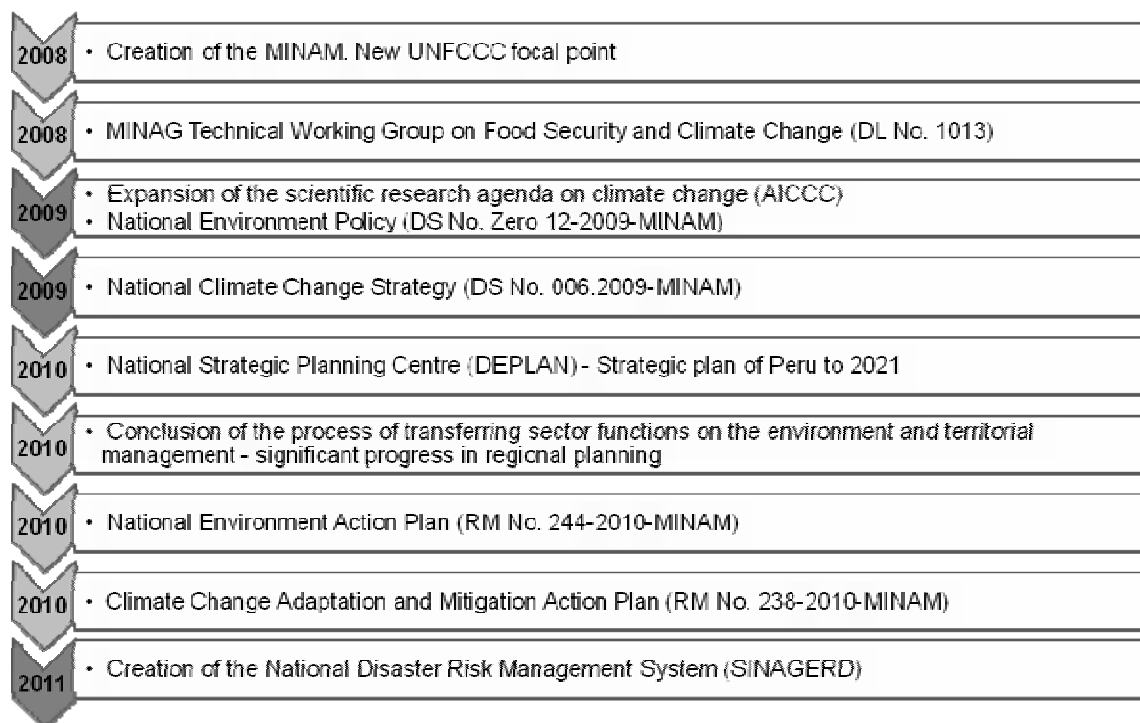 2008
• Creation of the MINAM. New UNFCCC focal point
2008
• MINAG Technical Working Group on Food Security and Climate Change (DL No. 1013)
2009
• Expansion of the scientific research agenda on climate change (AICCC)
• National Environment Policy (DS No. Zero 12-2009-MINAM)
2009
• National Climate Change Strategy (DS No. 006.2009-MINAM)
2010
• National Strategic Planning Centre (DEPLAN) - Strategic plan of Peru to 2021
2010
• Conclusion of the process of transferring sector functions on the environment and territorial
management - significant progress in regional planning
2010
• National Environment Action Plan (RM No. 244-2010-MINAM)
2010
• Climate Change Adaptation and Mitigation Action Plan (RM No. 238-2010-MINAM)
2011
• Creation of the National Disaster Risk Management System (SINAGERD)